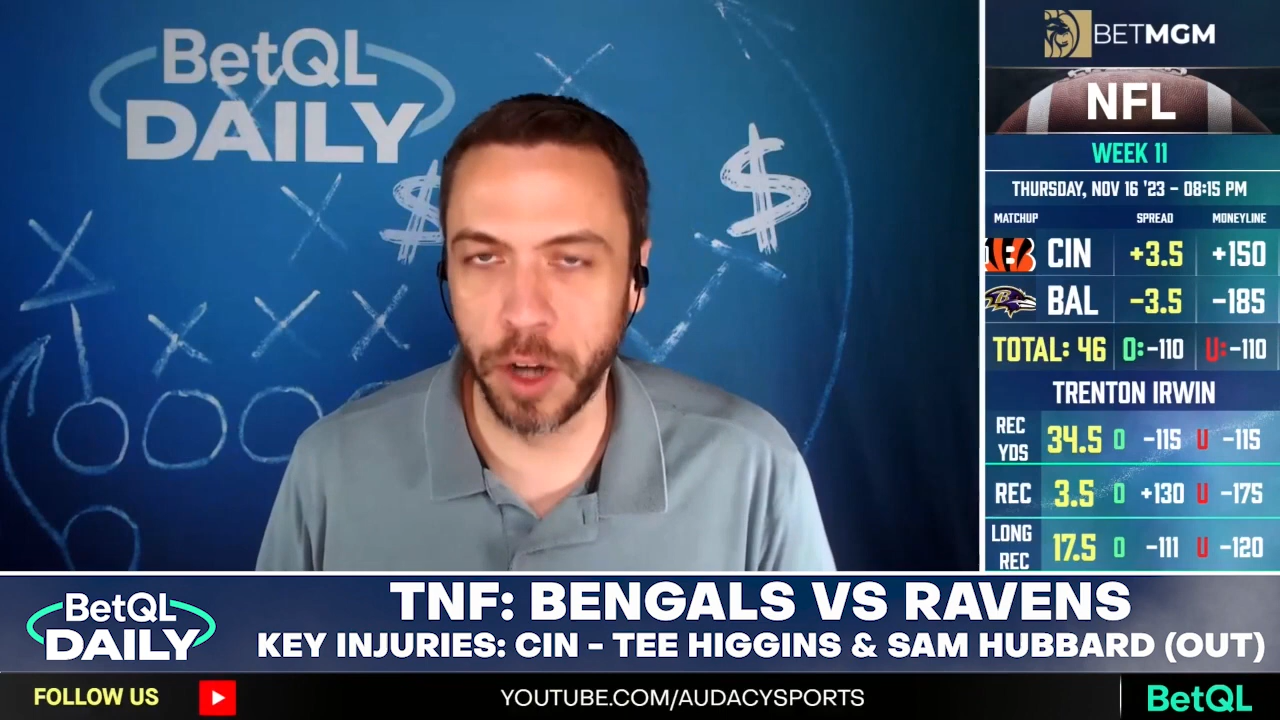 BetQL
DAILY
$ $
BETMGM
NFL
WEEK 11
THURSDAY, NOV 16 '23 - 08:15 PM
MATCHUP SPREAD MONEYLINE
CIN +3.5 +150
BAL -3.5 -185
TOTAL: 46 O: -110 U: -110
TRENTON IRWIN
REC YDS 34.5 O -115 U -115
REC 3.5 O +130 U -175
LONG REC 17.5 O -111 U -120
BetQL
DAILY
TNF: BENGALS VS RAVENS
KEY INJURIES: CIN - TEE HIGGINS & SAM HUBBARD (OUT)
FOLLOW US
YOUTUBE.COM/AUDACYSPORTS
BetQL